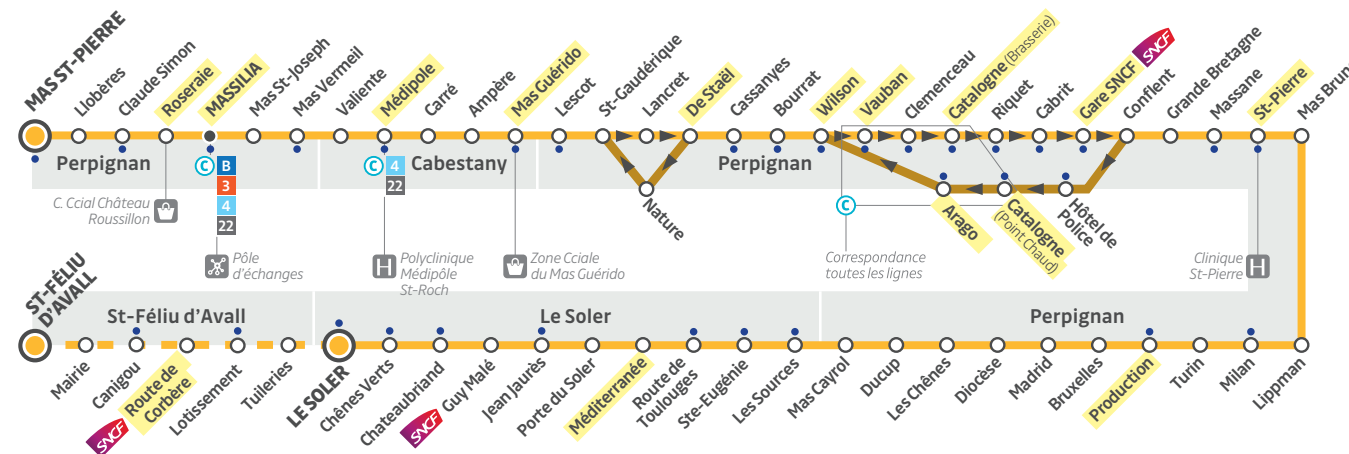 MAS ST-PIERRE
Llobères
Claude Simon
Roseraie
MASSILIA
Mas St-Joseph
Mas Vermeil
Valiente
Médipole
Carré
Ampère
Mas Guérido
Lescot
St-Gaudérique
Lancret
De Staël
Cassanyes
Bourrat
Wilson
Vauban
Clemenceau
Catalogne (Brasserie)
Riquet
Cabrit
Gare SNCF
SNCF
Conflent
Grande Bretagne
Massane
St-Pierre
Mas Brun
Perpignan
Cabestany
Perpignan
C B
3
4
22
C 4
22
C. Ccial Château
Roussillon
Pôle
d'échanges
H
Polyclinique
Médipôle
St-Roch
Zone Cciale
du Mas Guérido
Nature
C
Correspondance
toutes les lignes
Arago
Catalogne
(Point Chaud)
Hôtel de
Police
Clinique
St-Pierre
H
ST-FÉLIU
D'AVALL
St-Féliu d'Avall
Le Soler
Perpignan
Mairie
Canigou
Route de
Corbère
SNCF
Lotissement
Tuileries
LE SOLER
Chênes Verts
Chateaubriand
Guy Malé
SNCF
Jean Jaurès
Porte du Soler
Méditerranée
Route de
Toulouges
Ste-Eugénie
Les Sources
Mas Cayrol
Ducup
Les Chênes
Diocèse
Madrid
Bruxelles
Production
Turin
Milan
Lippman